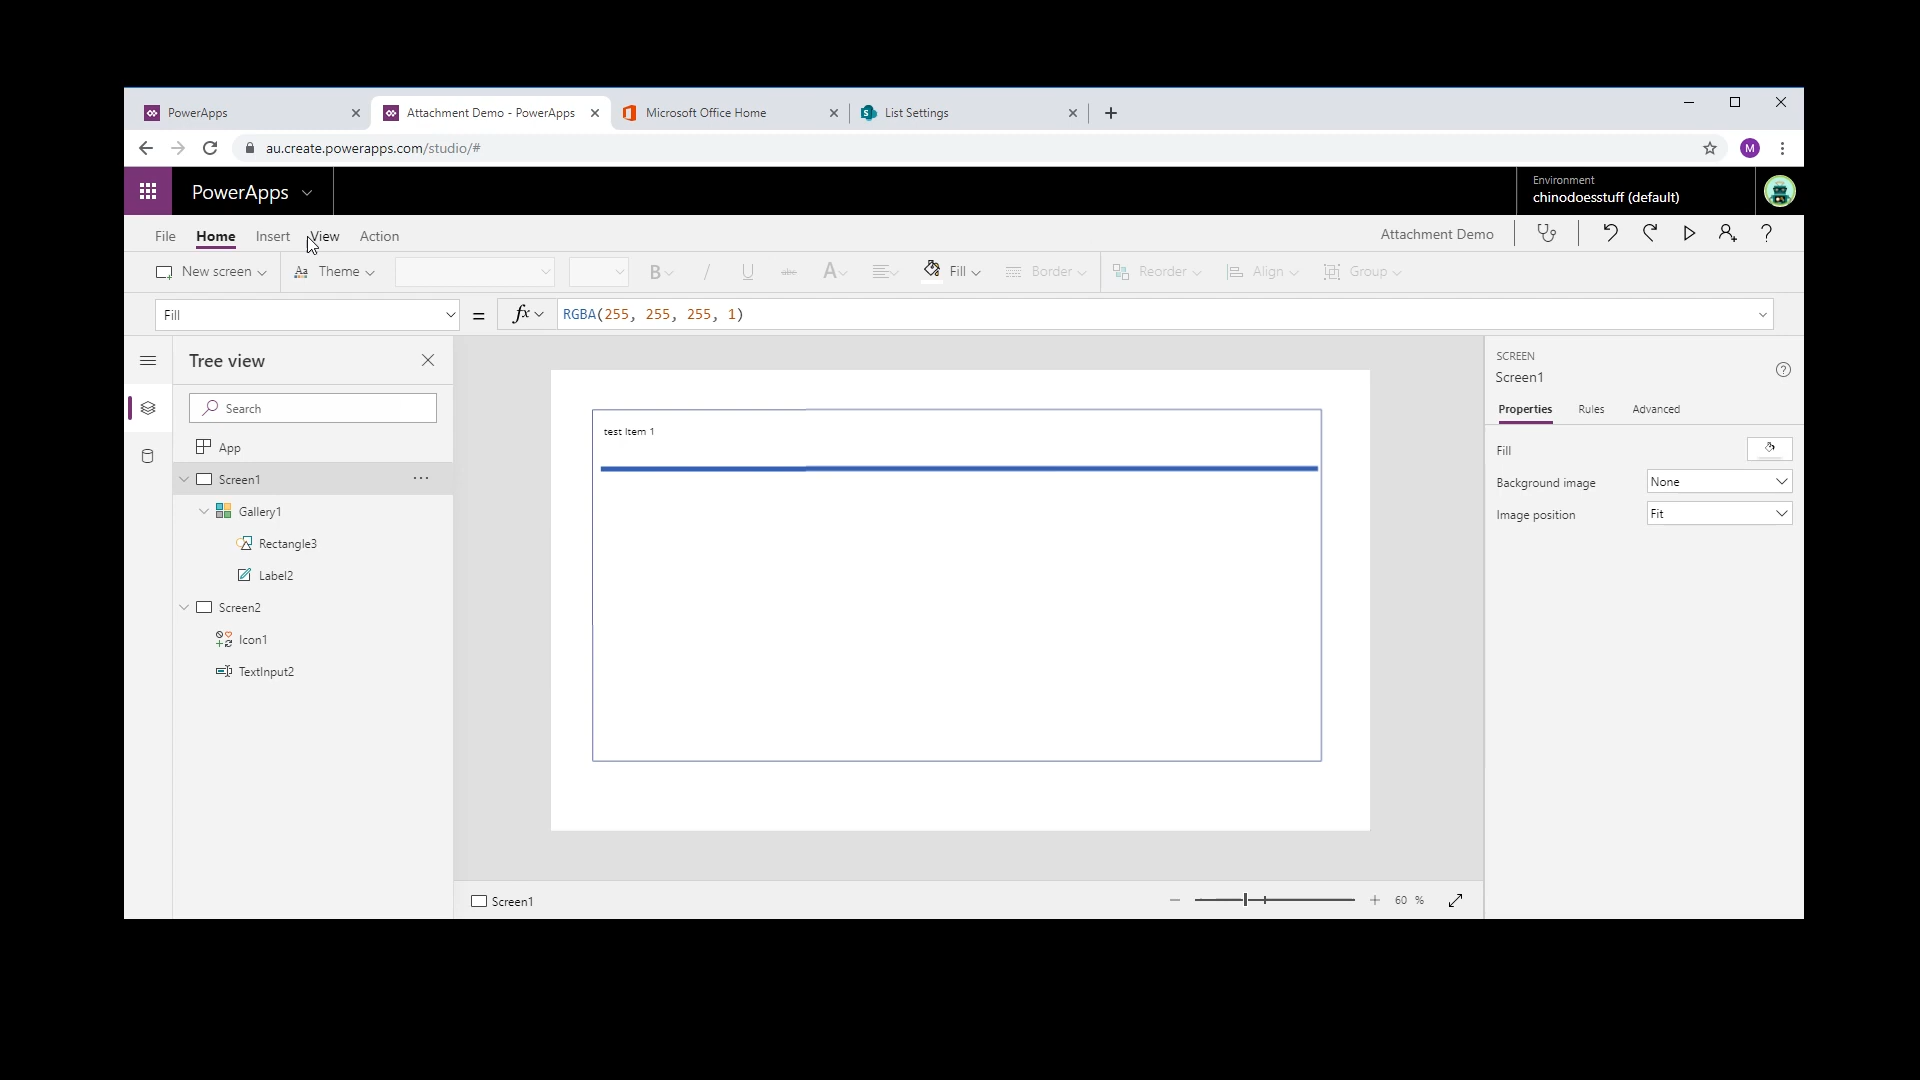 PowerApps
Attachment Demo - PowerApps
Microsoft Office Home
List Settings
au.create.powerapps.com/studio/#
M
PowerApps
Environment
chinodoesstuff (default)
File Home Insert View Action
Attachment Demo
New screen
Theme
B
A
Fill
Border
Reorder
Align
Group
Fill
=
fx
RGBA(255, 255, 255, 1)
Tree view
Search
App
Screen1
Gallery1
Rectangle3
Label2
Screen2
Icon1
TextInput2
test Item 1
Screen1
60 %
SCREEN
Screen1
Properties Rules Advanced
Fill
Background image None
Image position Fit